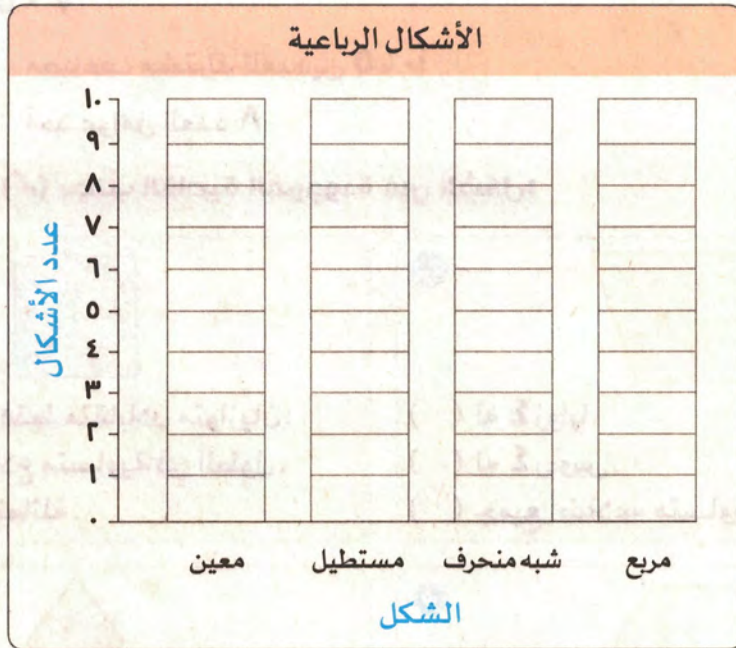 الأشكال الرباعية
عدد الأشكال
١٠
٩
٨
٧
٦
٥
٤
٣
٢
١
٠
معين مستطيل شبه منحرف مربع
الشكل